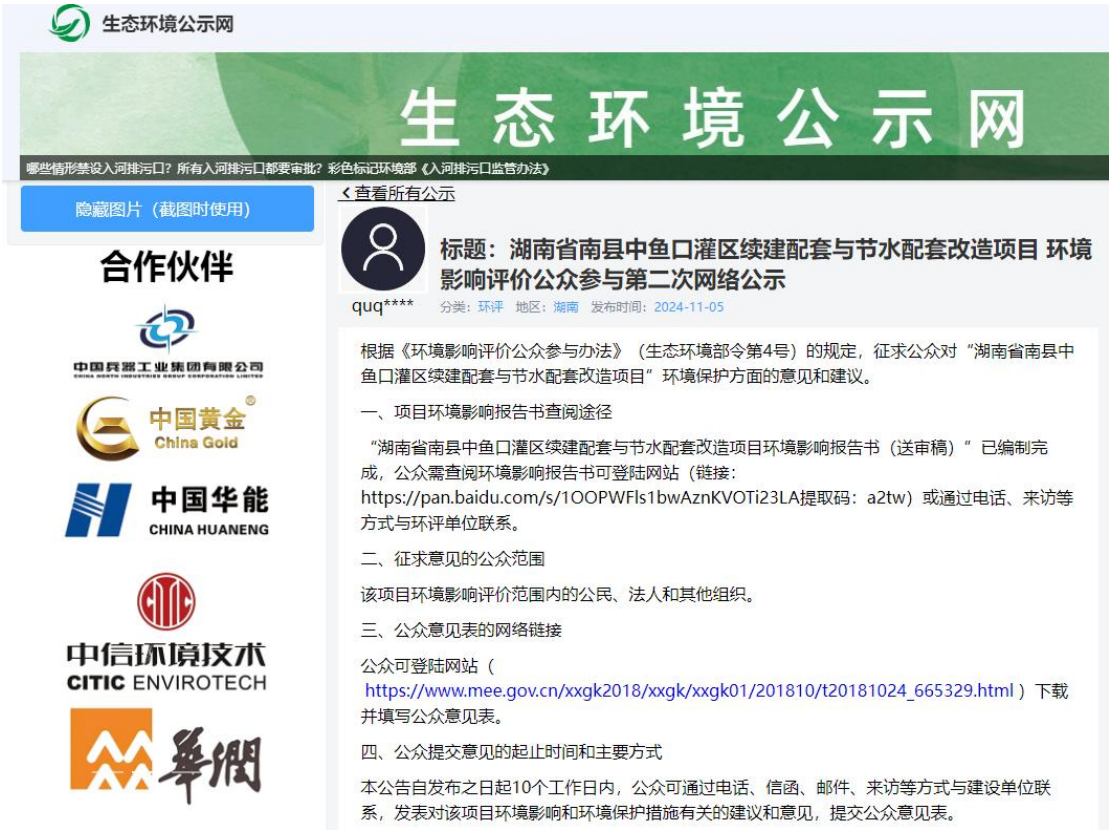 生态环境公示网
生态环境公示网
哪些情形禁设入河排污口？所有入河排污口都要审批？彩色标记环境部《入河排污口监管办法》
隐藏图片（截图时使用）
合作伙伴
中国兵器工业集团有限公司
CHINA NORTH INDUSTRIES GROUP CORPORATION LIMITED
中国黄金®
China Gold
中国华能
CHINA HUANENG
中信环境技术
CITIC ENVIROTECH
華潤
查看所有公示
quq****
标题：湖南省南县中鱼口灌区续建配套与节水配套改造项目 环境
影响评价公众参与第二次网络公示
分类：环评 地区：湖南 发布时间：2024-11-05
根据《环境影响评价公众参与办法》（生态环境部令第4号）的规定，征求公众对“湖南省南县中
鱼口灌区续建配套与节水配套改造项目”环境保护方面的意见和建议。
一、项目环境影响报告书查阅途径
“湖南省南县中鱼口灌区续建配套与节水配套改造项目环境影响报告书（送审稿）”已编制完
成，公众需查阅环境影响报告书可登陆网站（链接：
https://pan.baidu.com/s/1OOPWFls1bwAznKVOTi23LA提取码：a2tw）或通过电话、来访等
方式与环评单位联系。
二、征求意见的公众范围
该项目环境影响评价范围内的公民、法人和其他组织。
三、公众意见表的网络链接
公众可登陆网站（
https://www.mee.gov.cn/xxgk2018/xxgk/xxgk01/201810/t20181024_665329.html ）下载
并填写公众意见表。
四、公众提交意见的起止时间和主要方式
本公告自发布之日起10个工作日内，公众可通过电话、信函、邮件、来访等方式与建设单位联
系，发表对该项目环境影响和环境保护措施有关的建议和意见，提交公众意见表。